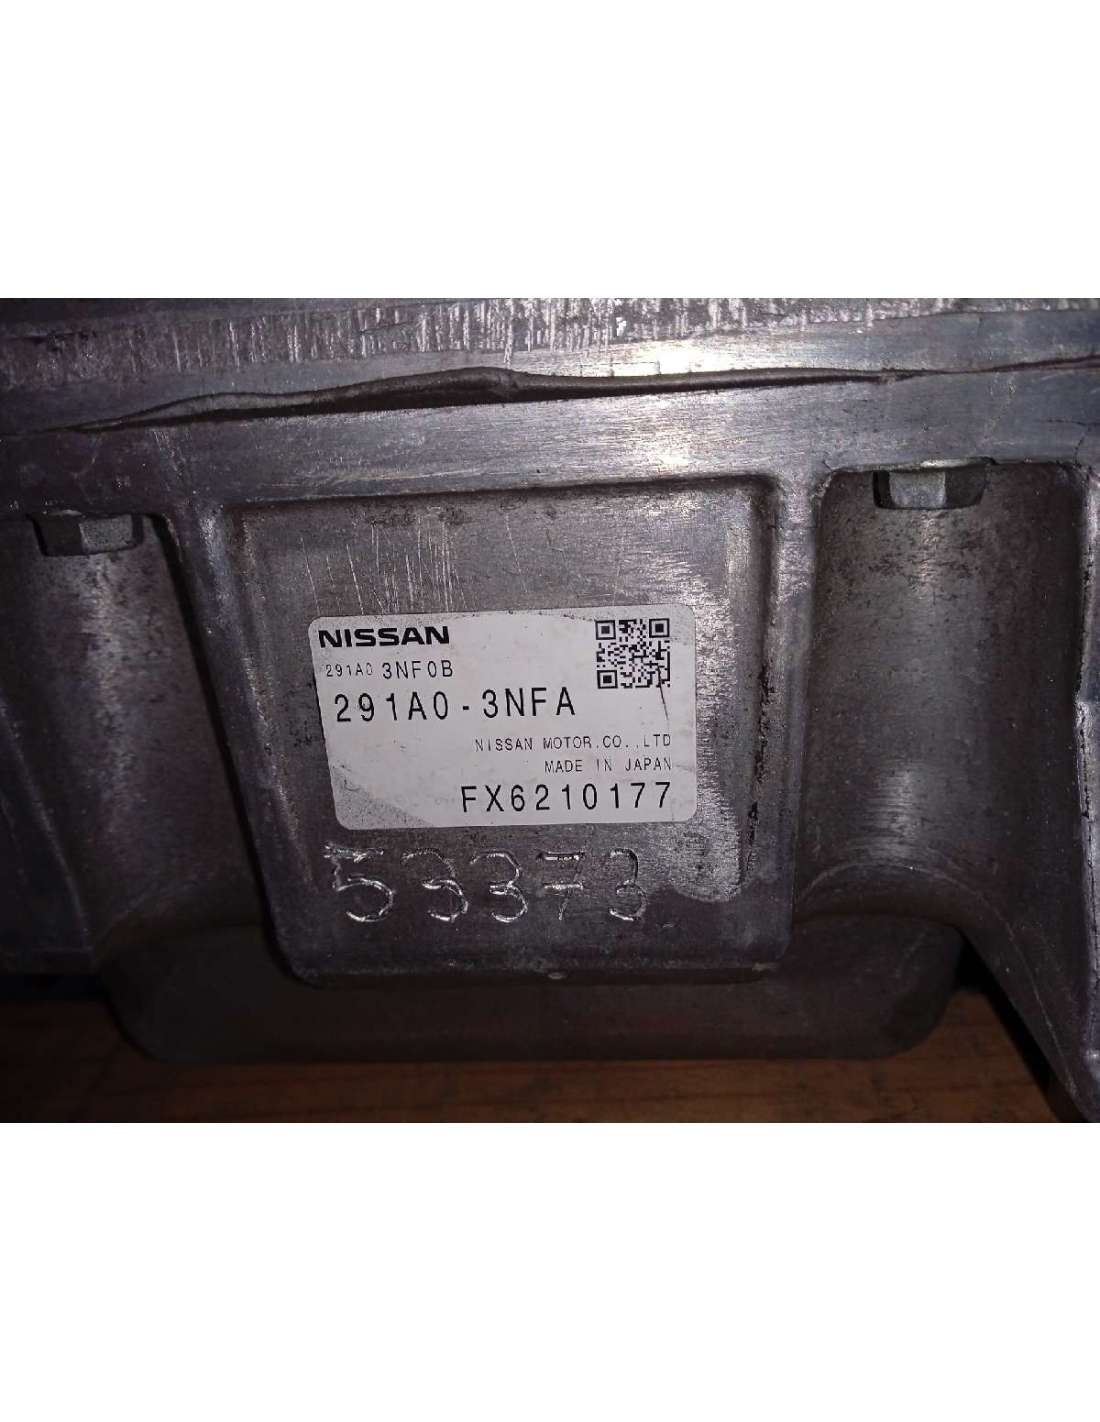 NISSAN
291A0 3NF0B
291A0-3NFA
NISSAN MOTOR.CO.,LTD
MADE IN JAPAN
FX6210177
53373